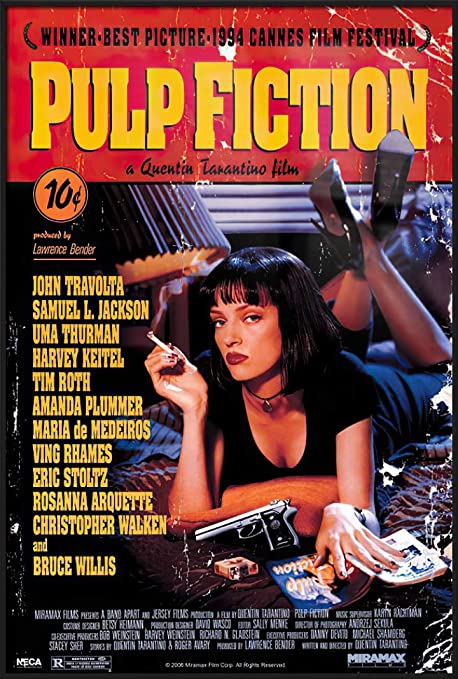 WINNER-BEST PICTURE-1994 CANNES FILM FESTIVAL
PULP FICTION
a Quentin Tarantino film
10¢
produced by
Lawrence Bender
JOHN TRAVOLTA
SAMUEL L. JACKSON
UMA THURMAN
HARVEY KEITEL
TIM ROTH
AMANDA PLUMMER
MARIA de MEDEIROS
VING RHAMES
ERIC STOLTZ
ROSANNA ARQUETTE
CHRISTOPHER WALKEN
and
BRUCE WILLIS
Pulp Fiction
MIRAMAX FILMS PRESENTS A BAND APART AND JERSEY FILMS PRODUCTION A FILM BY QUENTIN TARANTINO PULP FICTION MUSIC SUPERVISOR KARYN RACHTMAN
COSTUME DESIGNER BETSY HEIMANN PRODUCTION DESIGNER DAVID WASCO EDITOR SALLY MENKE DIRECTOR OF PHOTOGRAPHY ANDRZEJ SEKULA
CO-EXECUTIVE PRODUCERS BOB WEINSTEIN HARVEY WEINSTEIN RICHARD N. GLADSTEIN EXECUTIVE PRODUCERS DANNY DEVITO MICHAEL SHAMBERG
STACEY SHER STORIES BY QUENTIN TARANTINO & ROGER AVARY PRODUCED BY LAWRENCE BENDER WRITTEN AND DIRECTED BY QUENTIN TARANTINO
NECA
R RESTRICTED
© 2006 Miramax Film Corp. All Rights Reserved.
MIRAMAX